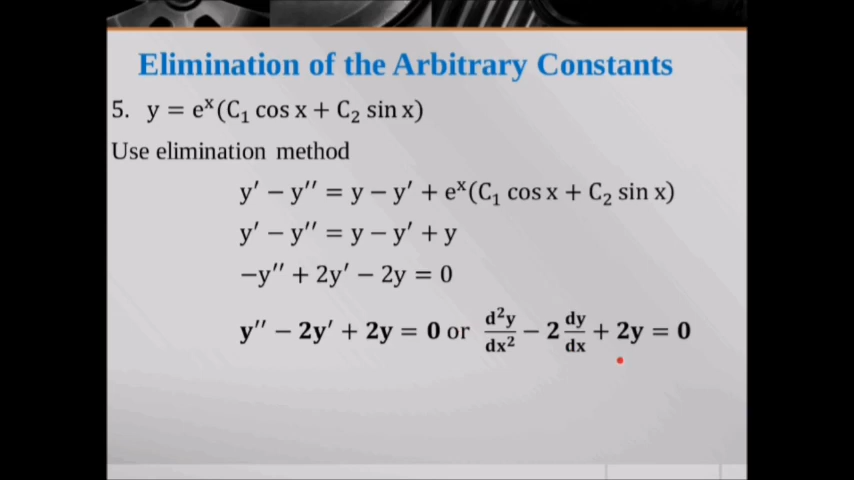 Elimination of the Arbitrary Constants
5. y = eˣ(C₁ cos x + C₂ sin x)
Use elimination method
y′ − y′′ = y − y′ + eˣ(C₁ cos x + C₂ sin x)
y′ − y′′ = y − y′ + y
−y′′ + 2y′ − 2y = 0
y′′ − 2y′ + 2y = 0 or d²y/dx² − 2 dy/dx + 2y = 0